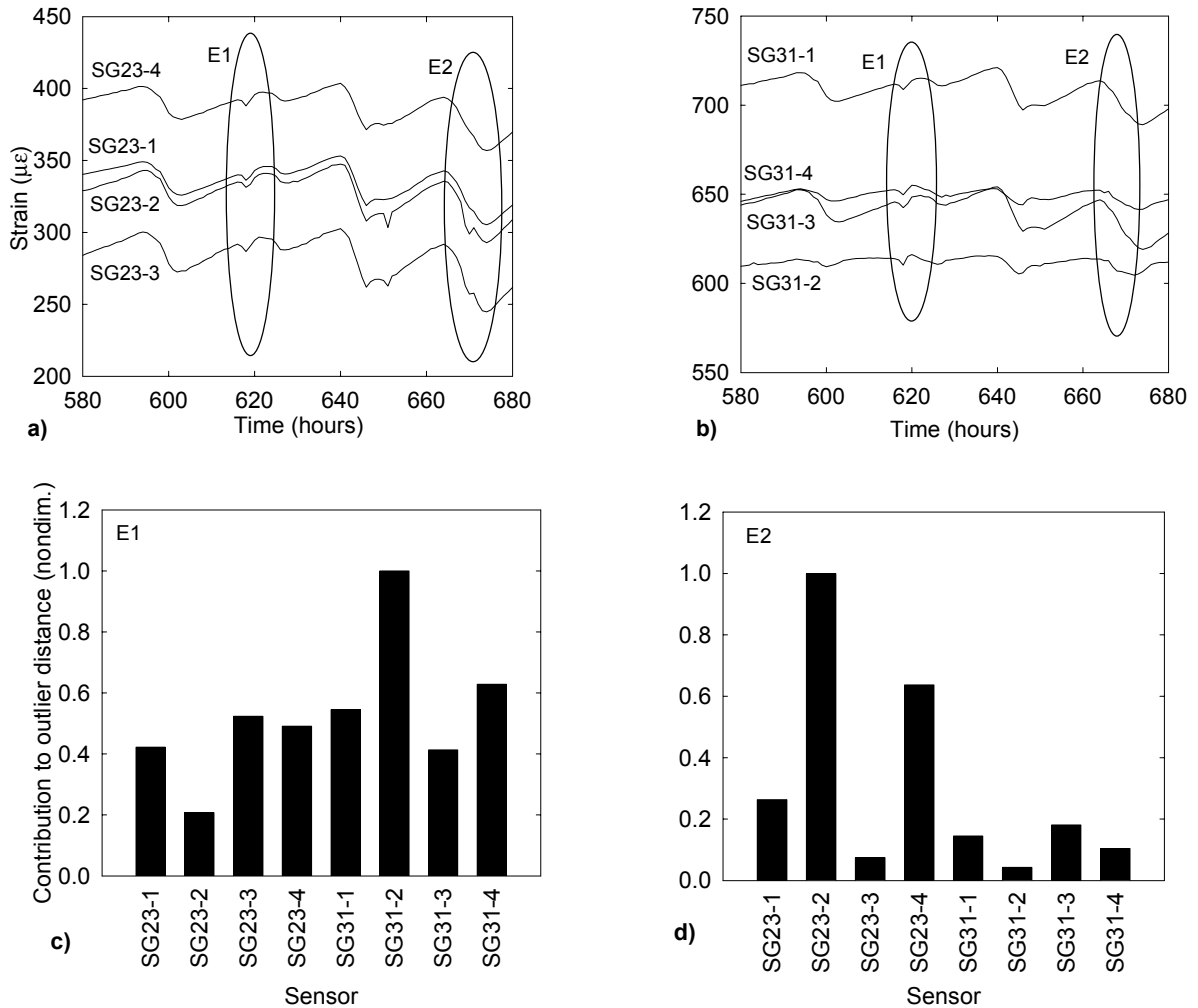 450
400
350
300
250
200
Strain (με)
SG23-4
SG23-1
SG23-2
SG23-3
E1
E2
580 600 620 640 660 680
Time (hours)
a)
750
700
650
600
550
SG31-1
SG31-4
SG31-3
SG31-2
E1
E2
580 600 620 640 660 680
Time (hours)
b)
Contribution to outlier distance (nondim.)
1.2
1.0
0.8
0.6
0.4
0.2
0.0
E1
SG23-1
SG23-2
SG23-3
SG23-4
SG31-1
SG31-2
SG31-3
SG31-4
Sensor
c)
1.2
1.0
0.8
0.6
0.4
0.2
0.0
E2
SG23-1
SG23-2
SG23-3
SG23-4
SG31-1
SG31-2
SG31-3
SG31-4
Sensor
d)